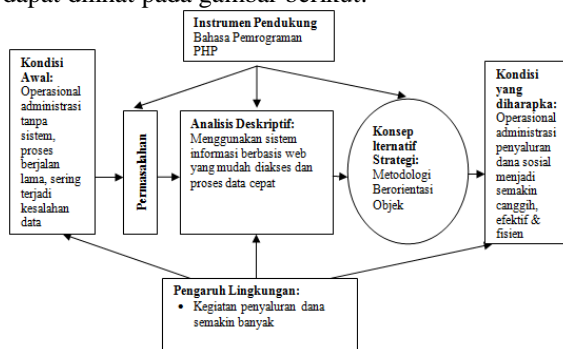 dapat dilihat pada gambar berikut.
Instrumen Pendukung
Bahasa Pemrograman
PHP
Kondisi
Awal:
Operasional
administrasi
tanpa
sistem,
proses
berjalan
lama, sering
terjadi
kesalahan
data
Permasalahan
Analisis Deskriptif:
Menggunakan sistem
informasi berbasis web
yang mudah diakses dan
proses data cepat
Konsep
lternatif
Strategi:
Metodologi
Berorientasi
Objek
Kondisi
yang
diharapka:
Operasional
administrasi
penyaluran
dana sosial
menjadi
semakin
canggih,
efektif &
fisien
Pengaruh Lingkungan:
• Kegiatan penyaluran dana
semakin banyak